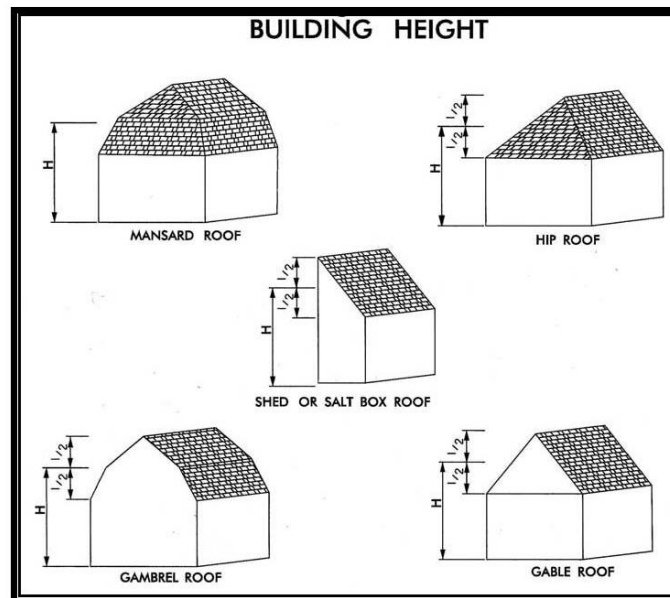 BUILDING HEIGHT
H
MANSARD ROOF
1/2
1/2
H
HIP ROOF
1/2
1/2
H
SHED OR SALT BOX ROOF
1/2
1/2
H
GAMBREL ROOF
1/2
1/2
H
GABLE ROOF